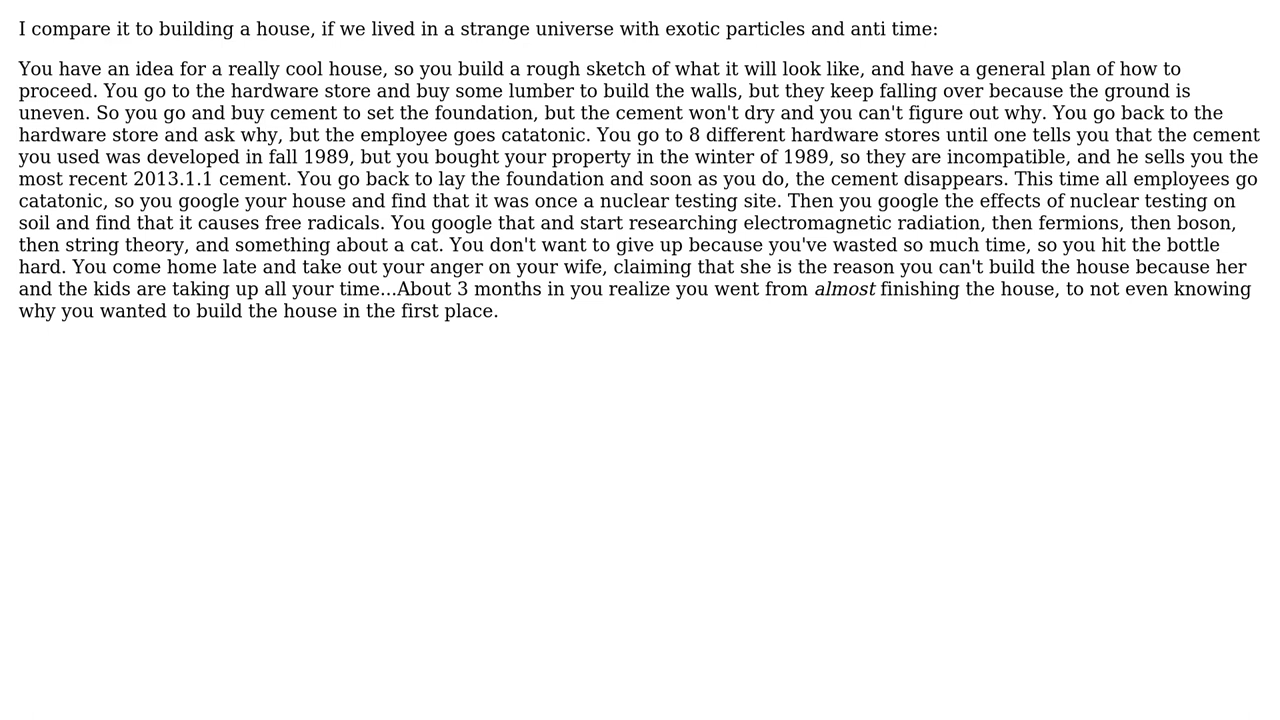 I compare it to building a house, if we lived in a strange universe with exotic particles and anti time:
You have an idea for a really cool house, so you build a rough sketch of what it will look like, and have a general plan of how to
proceed. You go to the hardware store and buy some lumber to build the walls, but they keep falling over because the ground is
uneven. So you go and buy cement to set the foundation, but the cement won't dry and you can't figure out why. You go back to the
hardware store and ask why, but the employee goes catatonic. You go to 8 different hardware stores until one tells you that the cement
you used was developed in fall 1989, but you bought your property in the winter of 1989, so they are incompatible, and he sells you the
most recent 2013.1.1 cement. You go back to lay the foundation and soon as you do, the cement disappears. This time all employees go
catatonic, so you google your house and find that it was once a nuclear testing site. Then you google the effects of nuclear testing on
soil and find that it causes free radicals. You google that and start researching electromagnetic radiation, then fermions, then boson,
then string theory, and something about a cat. You don't want to give up because you've wasted so much time, so you hit the bottle
hard. You come home late and take out your anger on your wife, claiming that she is the reason you can't build the house because her
and the kids are taking up all your time...About 3 months in you realize you went from almost finishing the house, to not even knowing
why you wanted to build the house in the first place.